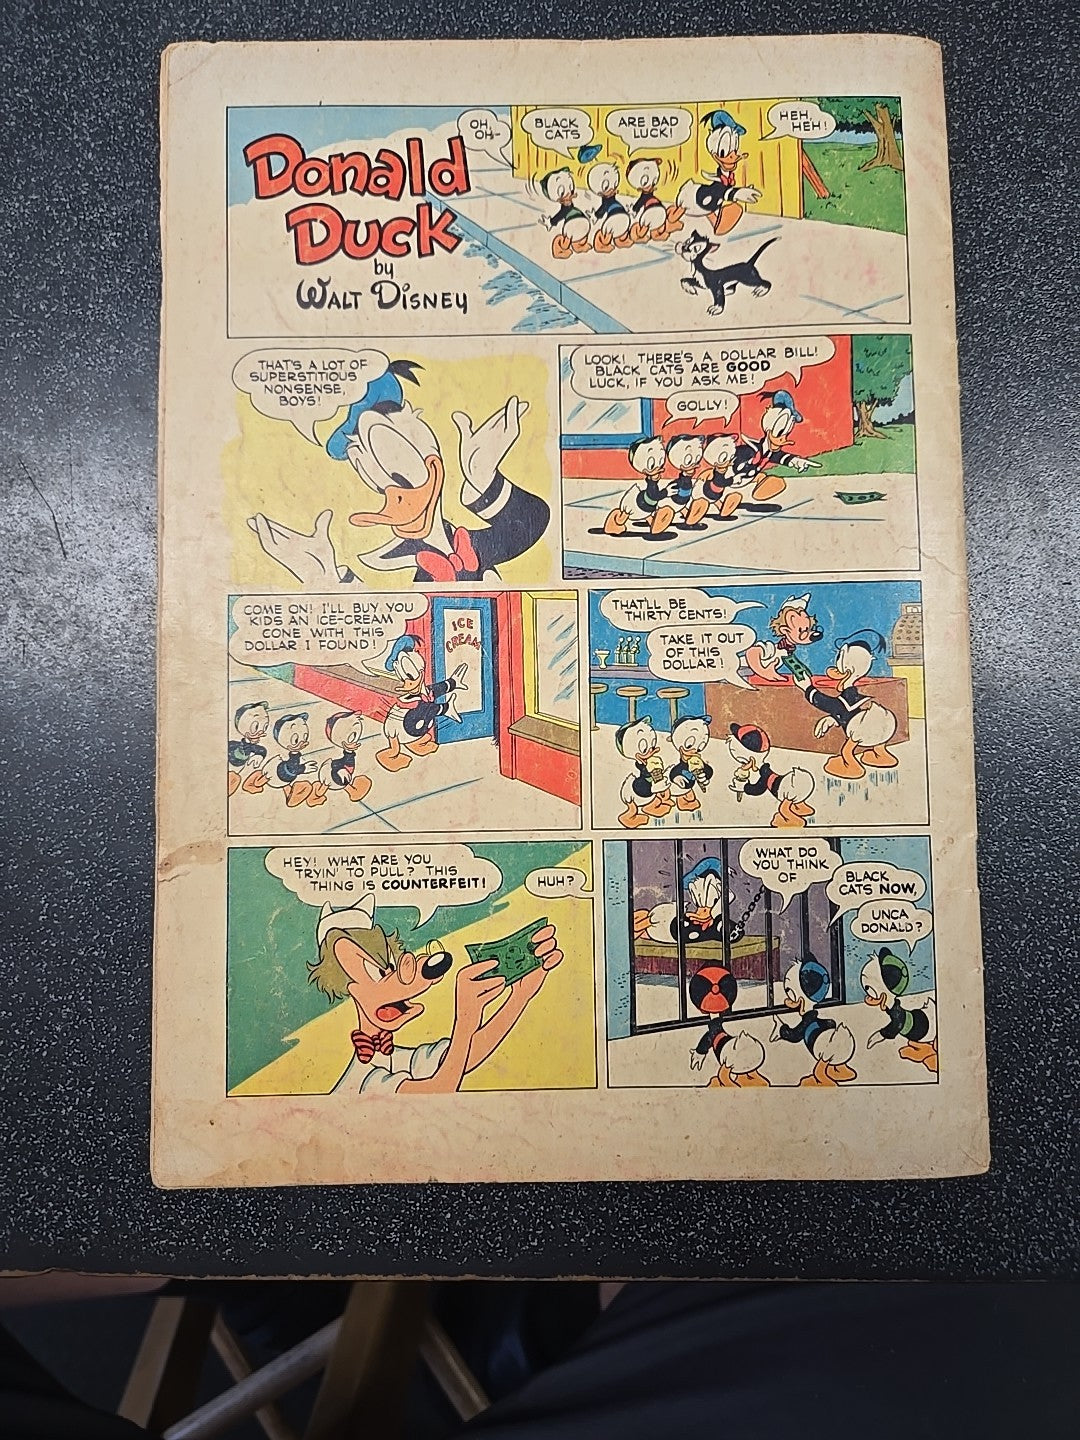 Donald
Duck
by
WALT DISNEY
OH,
OH-
BLACK
CATS
ARE BAD
LUCK!
HEH,
HEH!
THAT'S A LOT OF
SUPERSTITIOUS
NONSENSE,
BOYS!
LOOK! THERE'S A DOLLAR BILL!
BLACK CATS ARE GOOD
LUCK, IF YOU ASK ME!
GOLLY!
COME ON! I'LL BUY YOU
KIDS AN ICE-CREAM
CONE WITH THIS
DOLLAR I FOUND!
ICE
CREAM
THAT'LL BE
THIRTY CENTS!
TAKE IT OUT
OF THIS
DOLLAR!
HEY! WHAT ARE YOU
TRYIN' TO PULL? THIS
THING IS COUNTERFEIT!
HUH?
WHAT DO
YOU THINK
OF
BLACK
CATS NOW,
UNCA
DONALD?